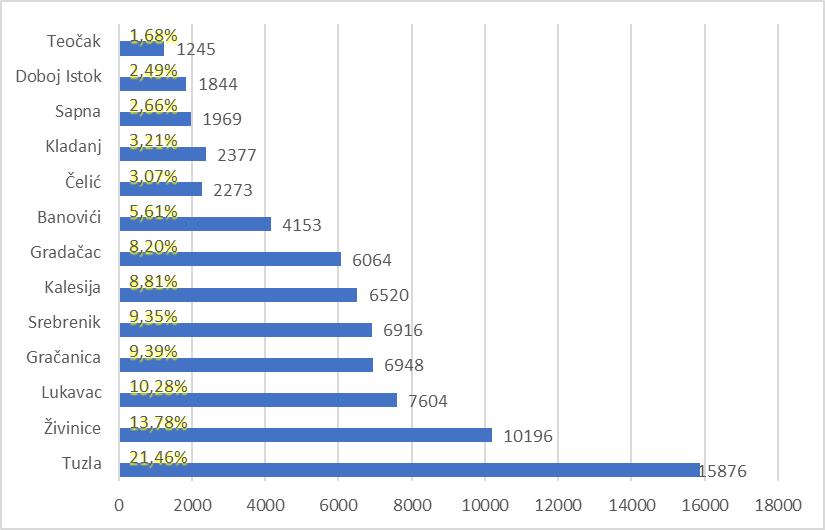 Teočak 1,68% 1245
Doboj Istok 2,49% 1844
Sapna 2,66% 1969
Kladanj 3,21% 2377
Čelić 3,07% 2273
Banovići 5,61% 4153
Gradačac 8,20% 6064
Kalesija 8,81% 6520
Srebrenik 9,35% 6916
Gračanica 9,39% 6948
Lukavac 10,28% 7604
Živinice 13,78% 10196
Tuzla 21,46% 15876
0 2000 4000 6000 8000 10000 12000 14000 16000 18000